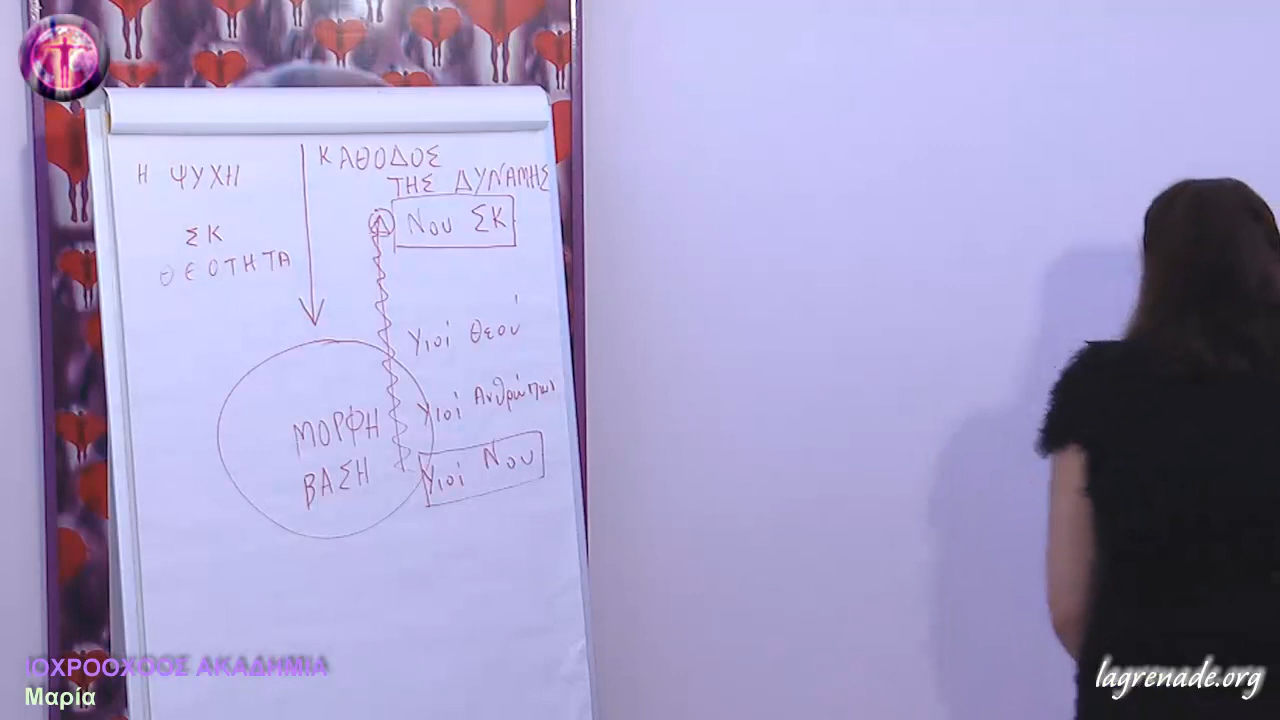 Η ΨΥΧΗ
ΣΚ
ΘΕΟΤΗΤΑ
ΚΑΘΟΔΟΣ
ΤΗΣ ΔΥΝΑΜΗΣ
Νου ΣΚ
Υιοί Θεού
Υιοί Ανθρώπων
Υιοί Νου
ΜΟΡΦΗ
ΒΑΣΗ
ΙΟΧΡΟΟΧΟΟΣ ΑΚΑΔΗΜΙΑ
Μαρία
lagrenade.org